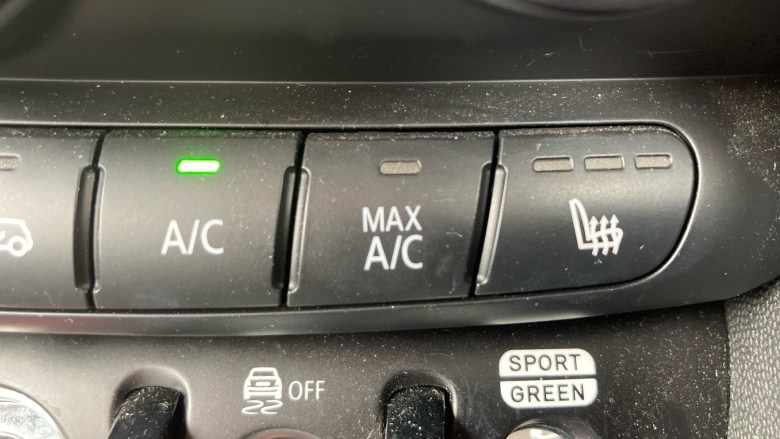 A/C
MAX
A/C
OFF
SPORT
GREEN